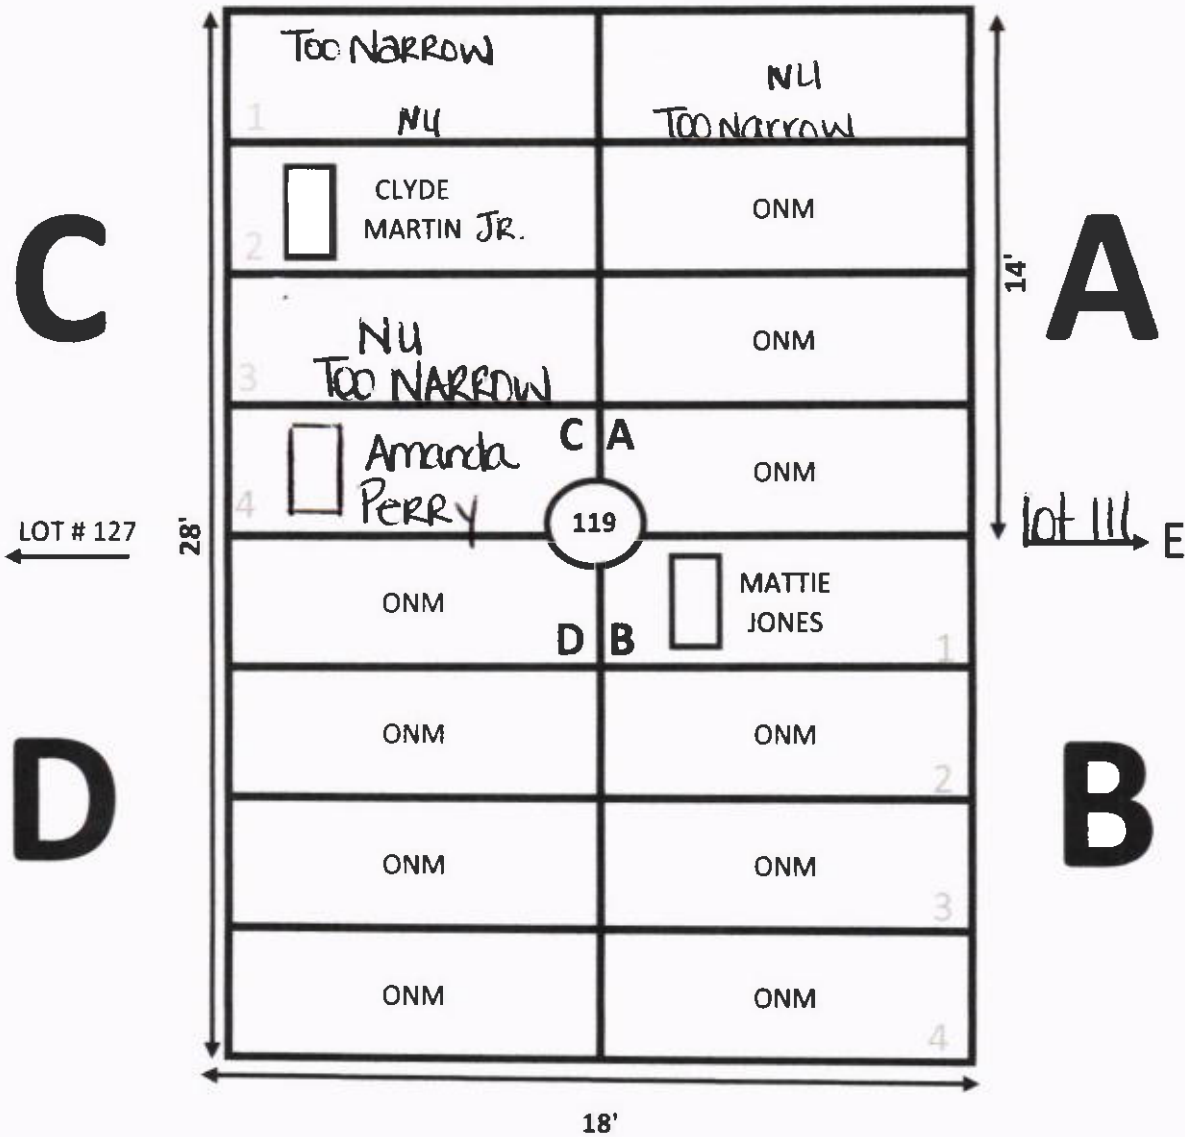 Too NaRROW
NU
NU
Too Narrow
1
CLYDE
MARTIN JR.
2
ONM
C
A
14'
NU
Too NARROW
3
ONM
Amanda
PERRY
4
C A
ONM
119
LOT # 127
28'
lot 111
E
ONM
D B
MATTIE
JONES
1
D
B
ONM
ONM
2
ONM
ONM
3
ONM
ONM
4
18'